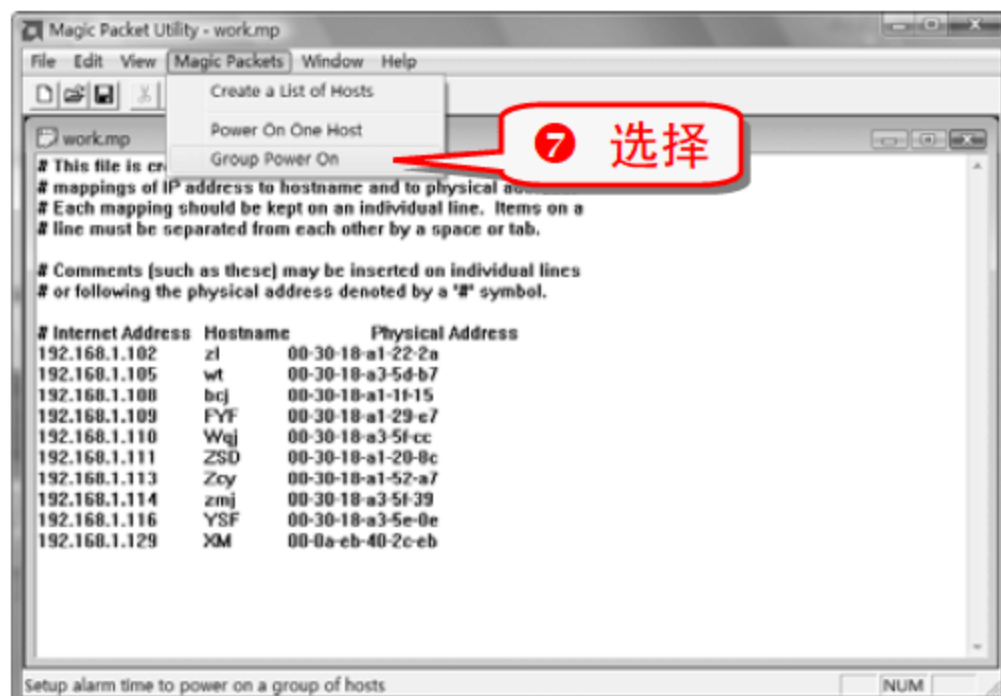 Magic Packet Utility - work.mp
File Edit View Magic Packets Window Help
Create a List of Hosts
Power On One Host
Group Power On
❼ 选择
work.mp
# This file is cr
# mappings of IP address to hostname and to physical
# Each mapping should be kept on an individual line. Items on a
# line must be separated from each other by a space or tab.
# Comments (such as these) may be inserted on individual lines
# or following the physical address denoted by a "#" symbol.
# Internet Address Hostname Physical Address
192.168.1.102 zl 00-30-18-a1-22-2a
192.168.1.105 wt 00-30-18-a3-5d-b7
192.168.1.108 bcj 00-30-18-a1-1f-15
192.168.1.109 FYF 00-30-18-a1-29-e7
192.168.1.110 Wqj 00-30-18-a3-5f-cc
192.168.1.111 ZSD 00-30-18-a1-20-8c
192.168.1.113 Zcy 00-30-18-a1-52-a7
192.168.1.114 zmj 00-30-18-a3-5f-39
192.168.1.116 YSF 00-30-18-a3-5e-0e
192.168.1.129 XM 00-0a-eb-40-2c-eb
Setup alarm time to power on a group of hosts NUM